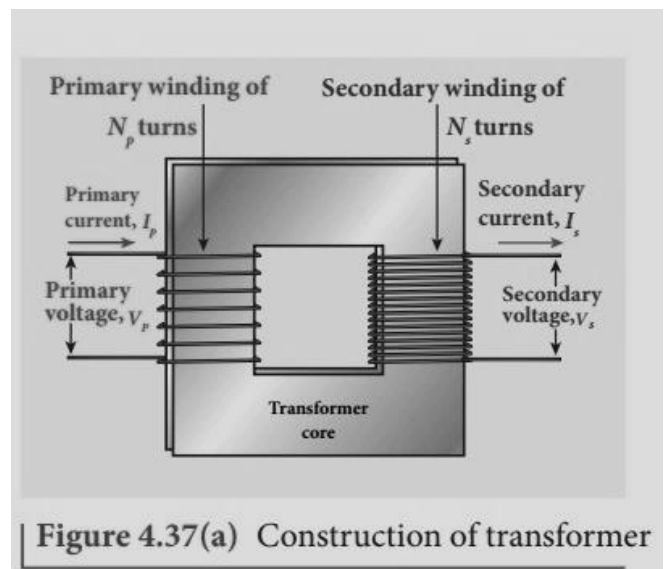 Primary winding of
N_p turns
Secondary winding of
N_s turns
Primary
current, I_p
Secondary
current, I_s
Primary
voltage, V_p
Secondary
voltage, V_s
Transformer
core
Figure 4.37(a) Construction of transformer